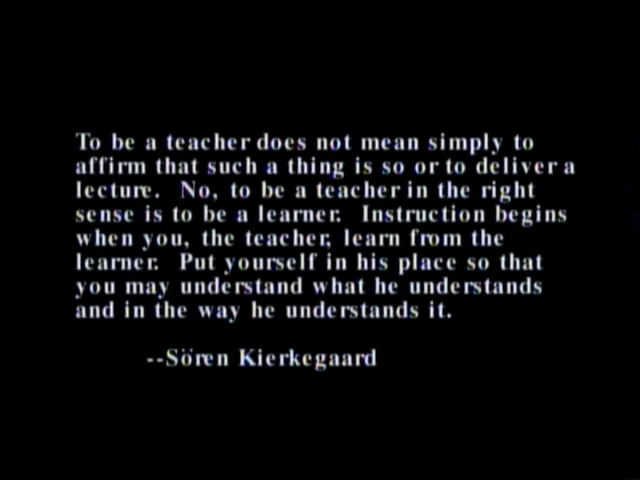 To be a teacher does not mean simply to
affirm that such a thing is so or to deliver a
lecture. No, to be a teacher in the right
sense is to be a learner. Instruction begins
when you, the teacher, learn from the
learner. Put yourself in his place so that
you may understand what he understands
and in the way he understands it.
--Sören Kierkegaard